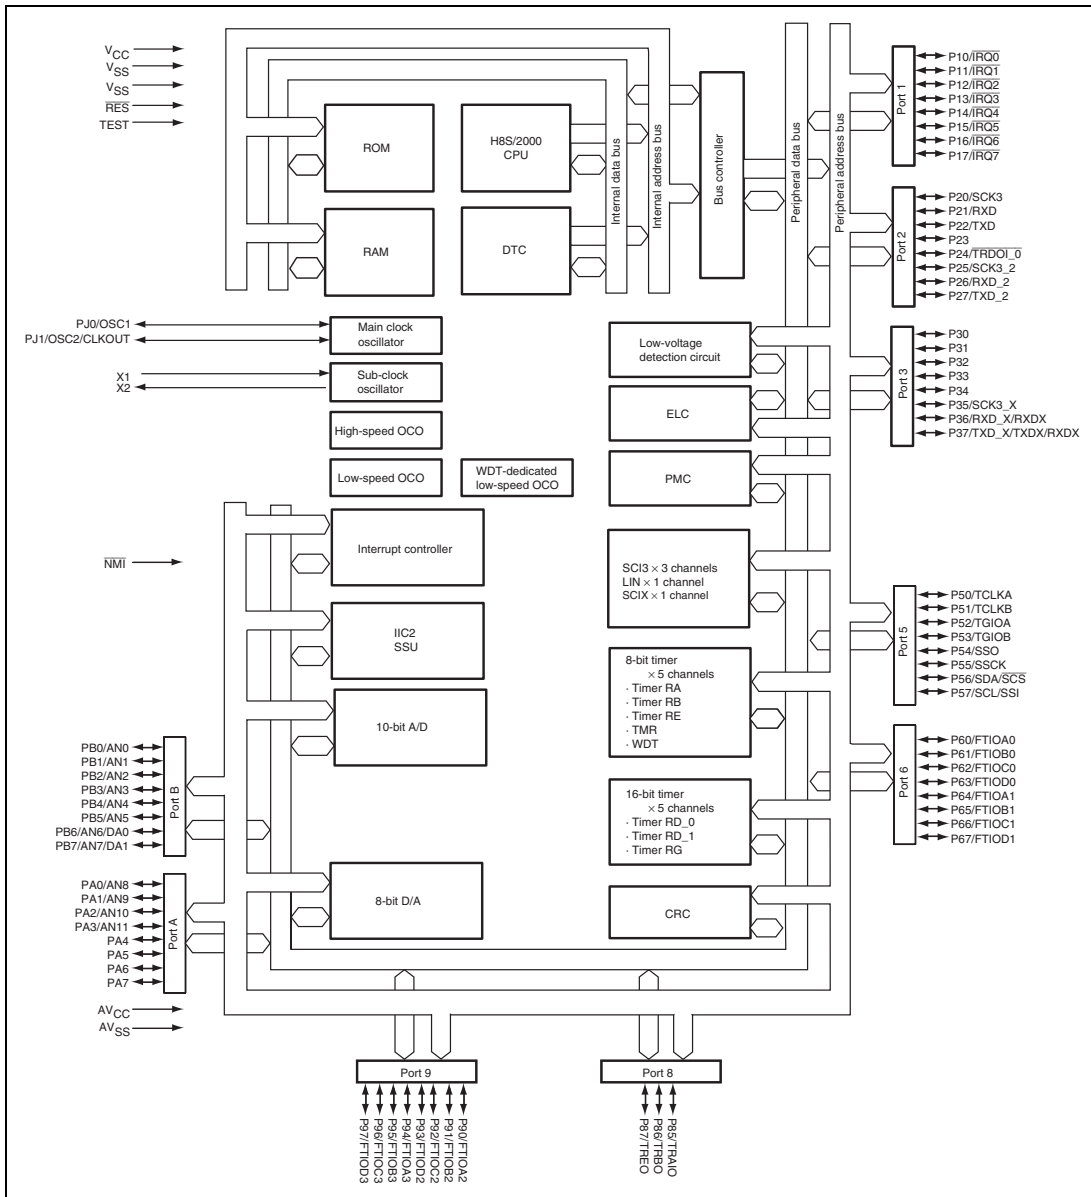 VCC
VSS
VSS
RES
TEST
ROM
H8S/2000
CPU
RAM
DTC
Internal data bus
Internal address bus
Bus controller
Peripheral data bus
Peripheral address bus
Port 1
P10/IRQ0
P11/IRQ1
P12/IRQ2
P13/IRQ3
P14/IRQ4
P15/IRQ5
P16/IRQ6
P17/IRQ7
Port 2
P20/SCK3
P21/RXD
P22/TXD
P23
P24/TRDOI_0
P25/SCK3_2
P26/RXD_2
P27/TXD_2
PJ0/OSC1
PJ1/OSC2/CLKOUT
Main clock
oscillator
X1
X2
Sub-clock
oscillator
High-speed OCO
Low-speed OCO
WDT-dedicated
low-speed OCO
Low-voltage
detection circuit
ELC
PMC
Port 3
P30
P31
P32
P33
P34
P35/SCK3_X
P36/RXD_X/RXDX
P37/TXD_X/TXDX/RXDX
NMI
Interrupt controller
SCI3 × 3 channels
LIN × 1 channel
SCIX × 1 channel
IIC2
SSU
8-bit timer
× 5 channels
· Timer RA
· Timer RB
· Timer RE
· TMR
· WDT
Port 5
P50/TCLKA
P51/TCLKB
P52/TGIOA
P53/TGIOB
P54/SSO
P55/SSCK
P56/SDA/SCS
P57/SCL/SSI
10-bit A/D
PB0/AN0
PB1/AN1
PB2/AN2
PB3/AN3
PB4/AN4
PB5/AN5
PB6/AN6/DA0
PB7/AN7/DA1
Port B
16-bit timer
× 5 channels
· Timer RD_0
· Timer RD_1
· Timer RG
Port 6
P60/FTIOA0
P61/FTIOB0
P62/FTIOC0
P63/FTIOD0
P64/FTIOA1
P65/FTIOB1
P66/FTIOC1
P67/FTIOD1
PA0/AN8
PA1/AN9
PA2/AN10
PA3/AN11
PA4
PA5
PA6
PA7
Port A
8-bit D/A
CRC
AVCC
AVSS
Port 9
P97/FTIOD3
P96/FTIOC3
P95/FTIOB3
P94/FTIOA3
P93/FTIOD2
P92/FTIOC2
P91/FTIOB2
P90/FTIOA2
Port 8
P87/TREO
P86/TRBO
P85/TRAIO